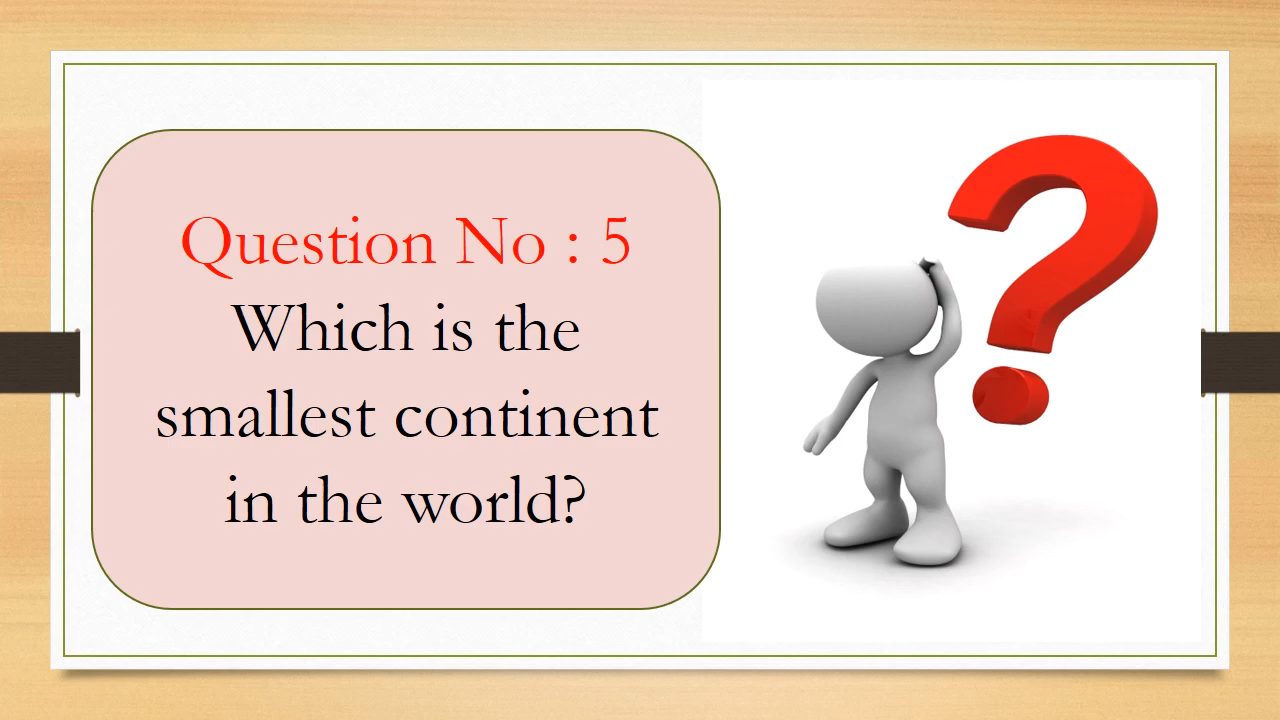 Question No : 5
Which is the
smallest continent
in the world?